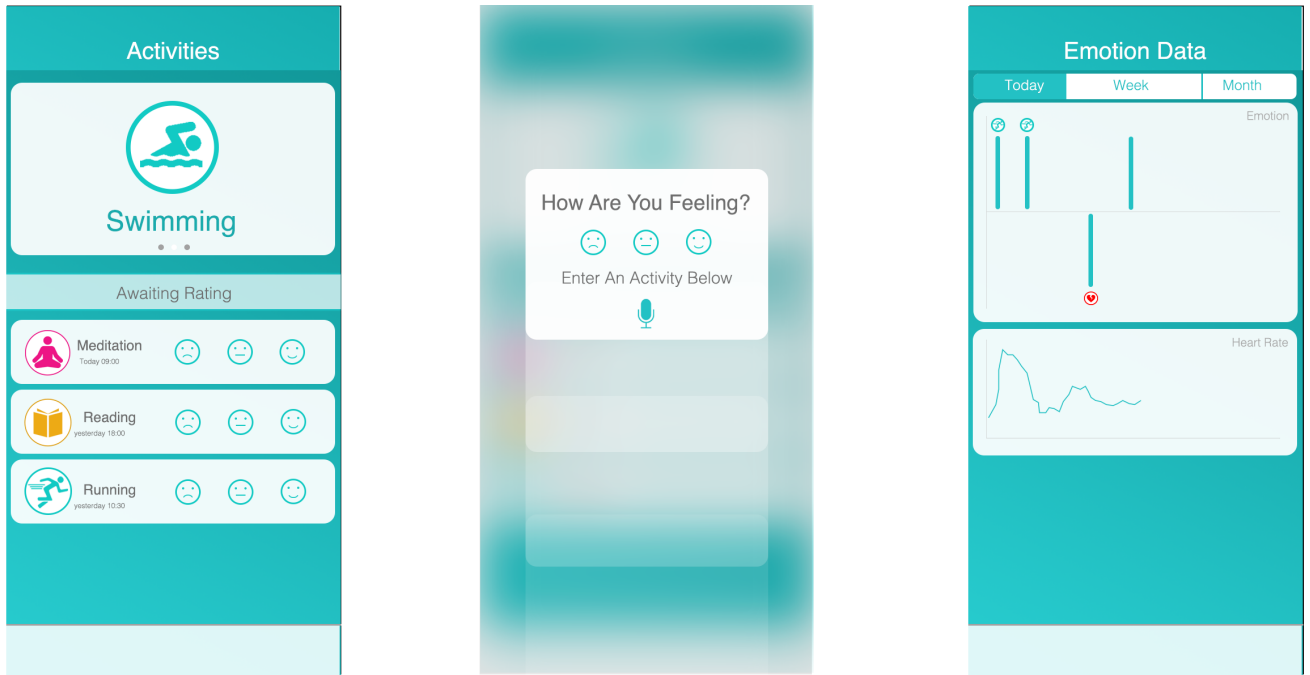 Activities
Swimming
Awaiting Rating
Meditation
Today 09:00
Reading
yesterday 18:00
Running
yesterday 10:30
How Are You Feeling?
Enter An Activity Below
Emotion Data
Today Week Month
Emotion
Heart Rate